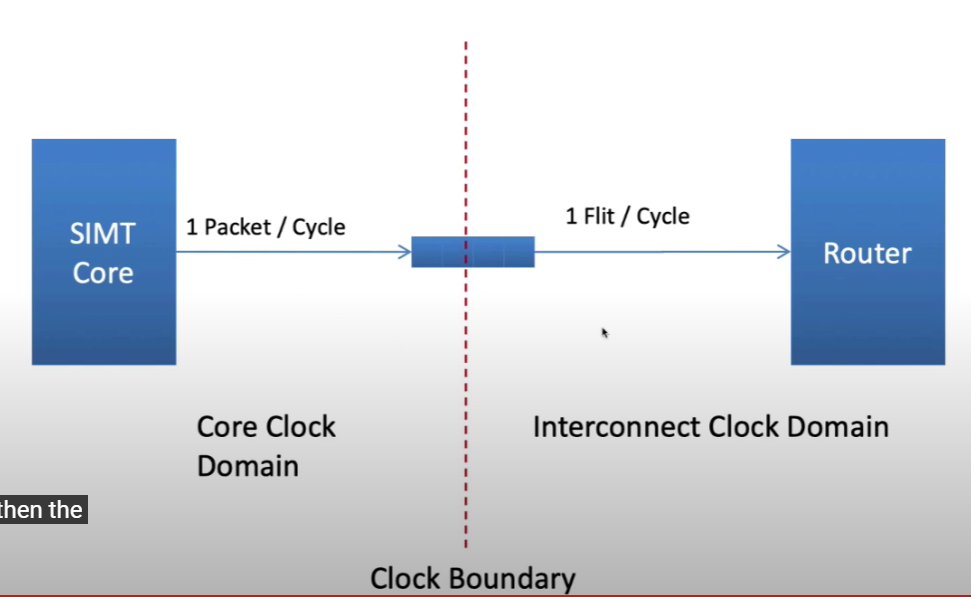 SIMT
Core
1 Packet / Cycle
1 Flit / Cycle
Router
Core Clock
Domain
Interconnect Clock Domain
then the
Clock Boundary